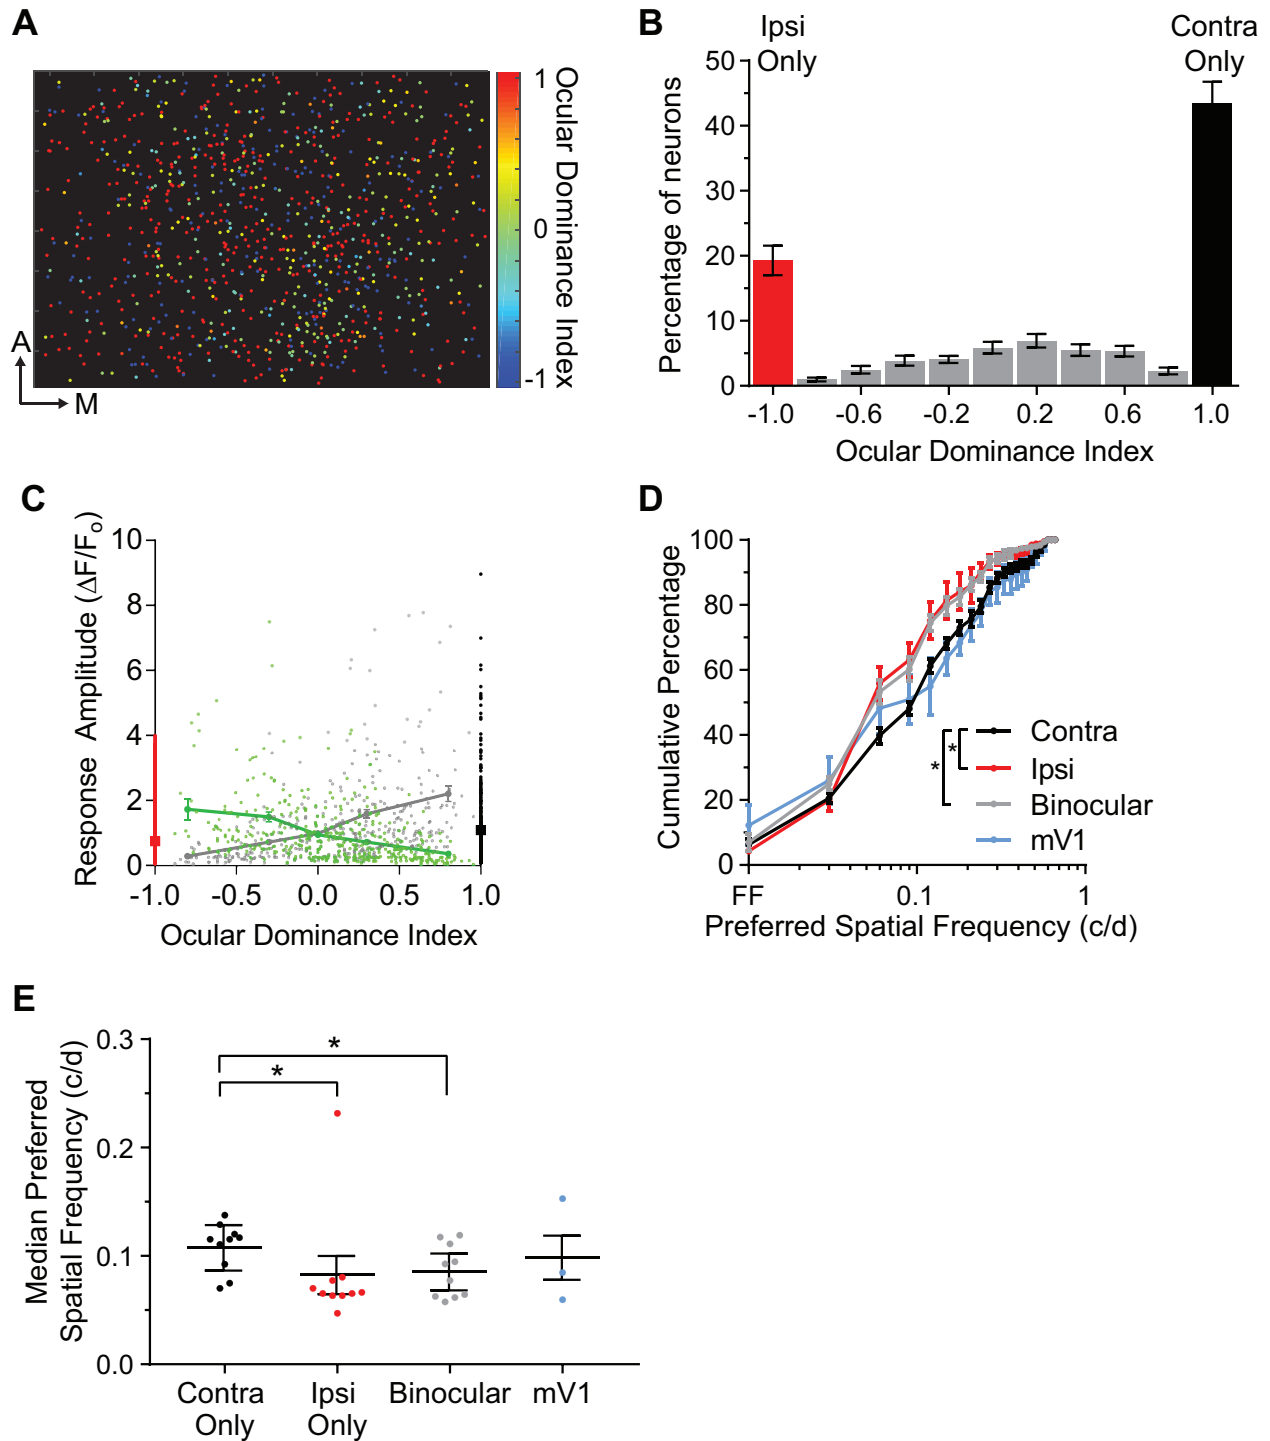 A
1
0
-1
Ocular Dominance Index
A
M
B
Ipsi
Only
Contra
Only
Percentage of neurons
50
40
30
20
10
0
-1.0
-0.6
-0.2
0.2
0.6
1.0
Ocular Dominance Index
C
Response Amplitude (ΔF/Fo)
10
8
6
4
2
0
-1.0
-0.5
0.0
0.5
1.0
Ocular Dominance Index
D
Cumulative Percentage
100
80
60
40
20
0
FF
0.1
1
Preferred Spatial Frequency (c/d)
*
*
Contra
Ipsi
Binocular
mV1
E
Median Preferred
Spatial Frequency (c/d)
0.3
0.2
0.1
0.0
*
*
Contra
Only
Ipsi
Only
Binocular
mV1